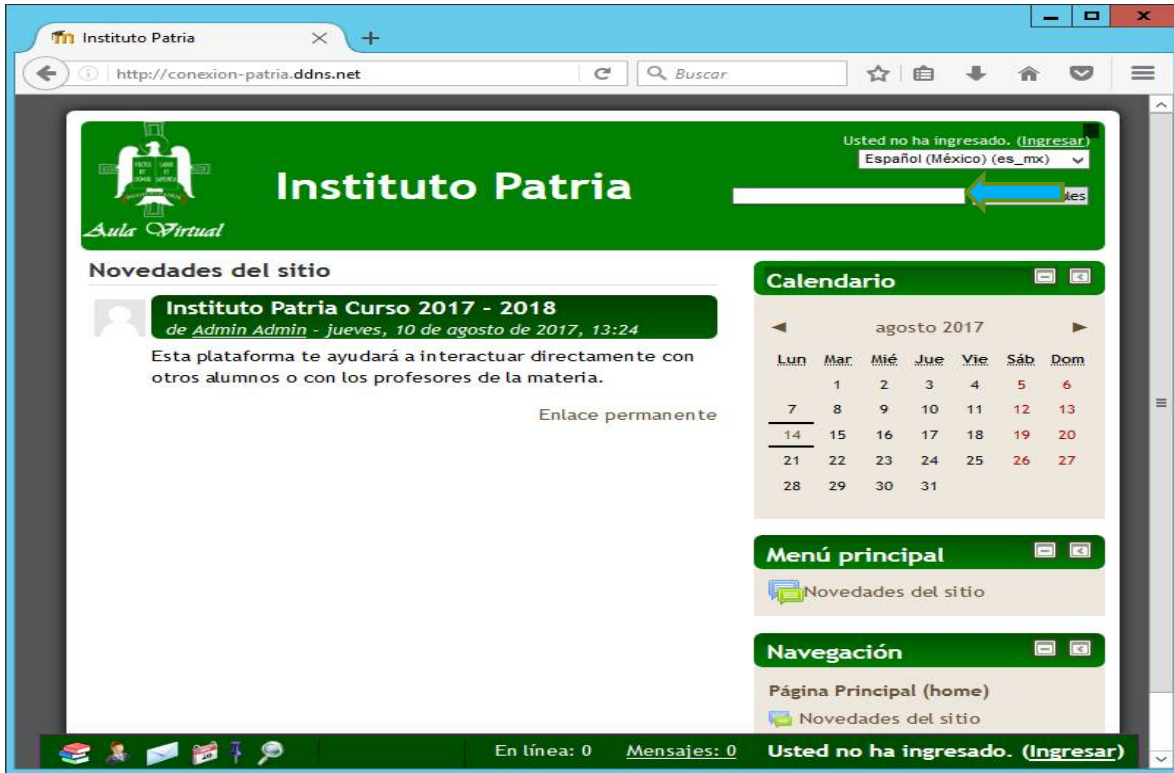 Instituto Patria
http://conexion-patria.ddns.net
Buscar
Usted no ha ingresado. (Ingresar)
Español (México) (es_mx)
Instituto Patria
Aula Virtual
Novedades del sitio
Instituto Patria Curso 2017 - 2018
de Admin Admin - jueves, 10 de agosto de 2017, 13:24
Esta plataforma te ayudará a interactuar directamente con
otros alumnos o con los profesores de la materia.
Enlace permanente
Calendario
agosto 2017
Lun Mar Mié Jue Vie Sáb Dom
1 2 3 4 5 6
7 8 9 10 11 12 13
14 15 16 17 18 19 20
21 22 23 24 25 26 27
28 29 30 31
Menú principal
Novedades del sitio
Navegación
Página Principal (home)
Novedades del sitio
En línea: 0 Mensajes: 0 Usted no ha ingresado. (Ingresar)